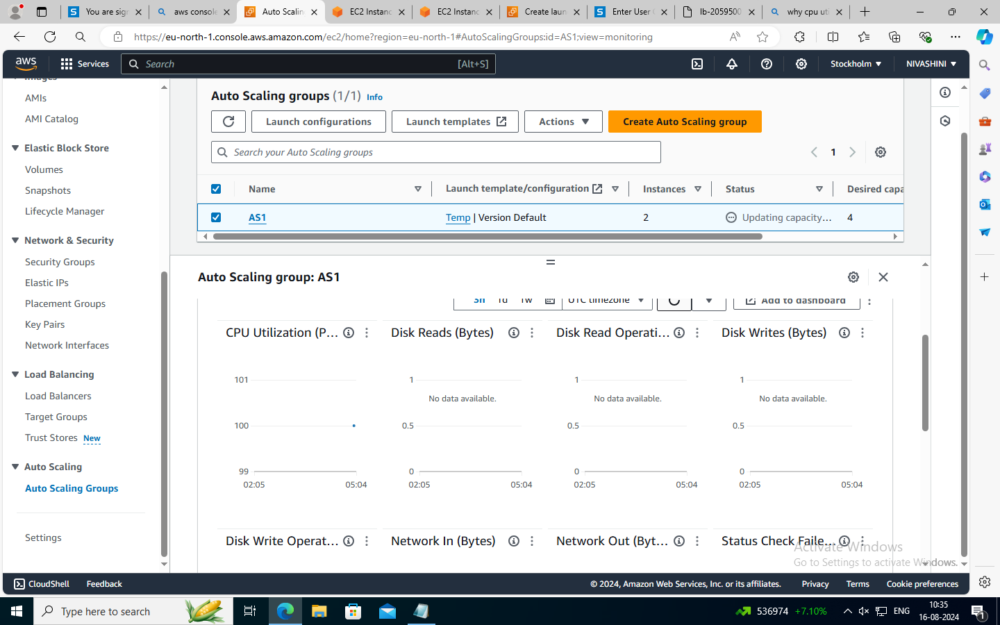 You are sign
aws console
Auto Scalin
EC2 Instanc
EC2 Instanc
Create laun
Enter User
lb-2059500
why cpu uti
https://eu-north-1.console.aws.amazon.com/ec2/home?region=eu-north-1#AutoScalingGroups:id=AS1;view=monitoring
aws
Services
Search
[Alt+S]
Stockholm
NIVASHINI
Images
AMIs
AMI Catalog
Elastic Block Store
Volumes
Snapshots
Lifecycle Manager
Network & Security
Security Groups
Elastic IPs
Placement Groups
Key Pairs
Network Interfaces
Load Balancing
Load Balancers
Target Groups
Trust Stores New
Auto Scaling
Auto Scaling Groups
Settings
Auto Scaling groups (1/1) Info
Launch configurations
Launch templates
Actions
Create Auto Scaling group
Search your Auto Scaling groups
1
Name
Launch template/configuration
Instances
Status
Desired capa
AS1
Temp | Version Default
2
Updating capacity...
4
Auto Scaling group: AS1
3h 1d 1w
UTC timezone
Add to dashboard
CPU Utilization (P...
101
100
99
02:05 05:04
Disk Reads (Bytes)
1
No data available.
0.5
0
02:05 05:04
Disk Read Operati...
1
No data available.
0.5
0
02:05 05:04
Disk Writes (Bytes)
1
No data available.
0.5
0
02:05 05:04
Disk Write Operat...
Network In (Bytes)
Network Out (Byt...
Status Check Faile...
Activate Windows
Go to Settings to activate Windows.
CloudShell
Feedback
© 2024, Amazon Web Services, Inc. or its affiliates.
Privacy
Terms
Cookie preferences
Type here to search
536974 +7.10%
ENG
10:35
16-08-2024
1